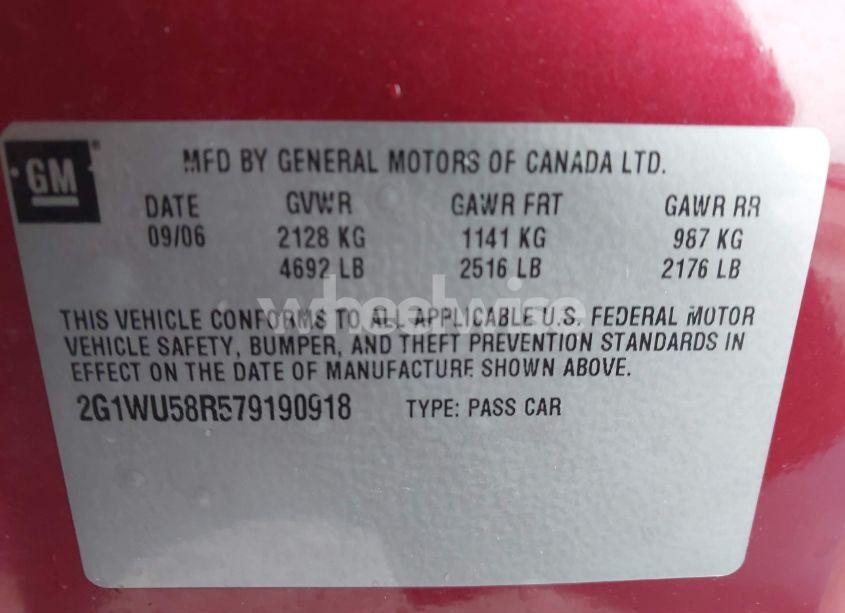 GM
MFD BY GENERAL MOTORS OF CANADA LTD.
DATE GVWR GAWR FRT GAWR RR
09/06 2128 KG 1141 KG 987 KG
4692 LB 2516 LB 2176 LB
wheelwise
THIS VEHICLE CONFORMS TO ALL APPLICABLE U.S. FEDERAL MOTOR
VEHICLE SAFETY, BUMPER, AND THEFT PREVENTION STANDARDS IN
EFFECT ON THE DATE OF MANUFACTURE SHOWN ABOVE.
2G1WU58R579190918 TYPE: PASS CAR